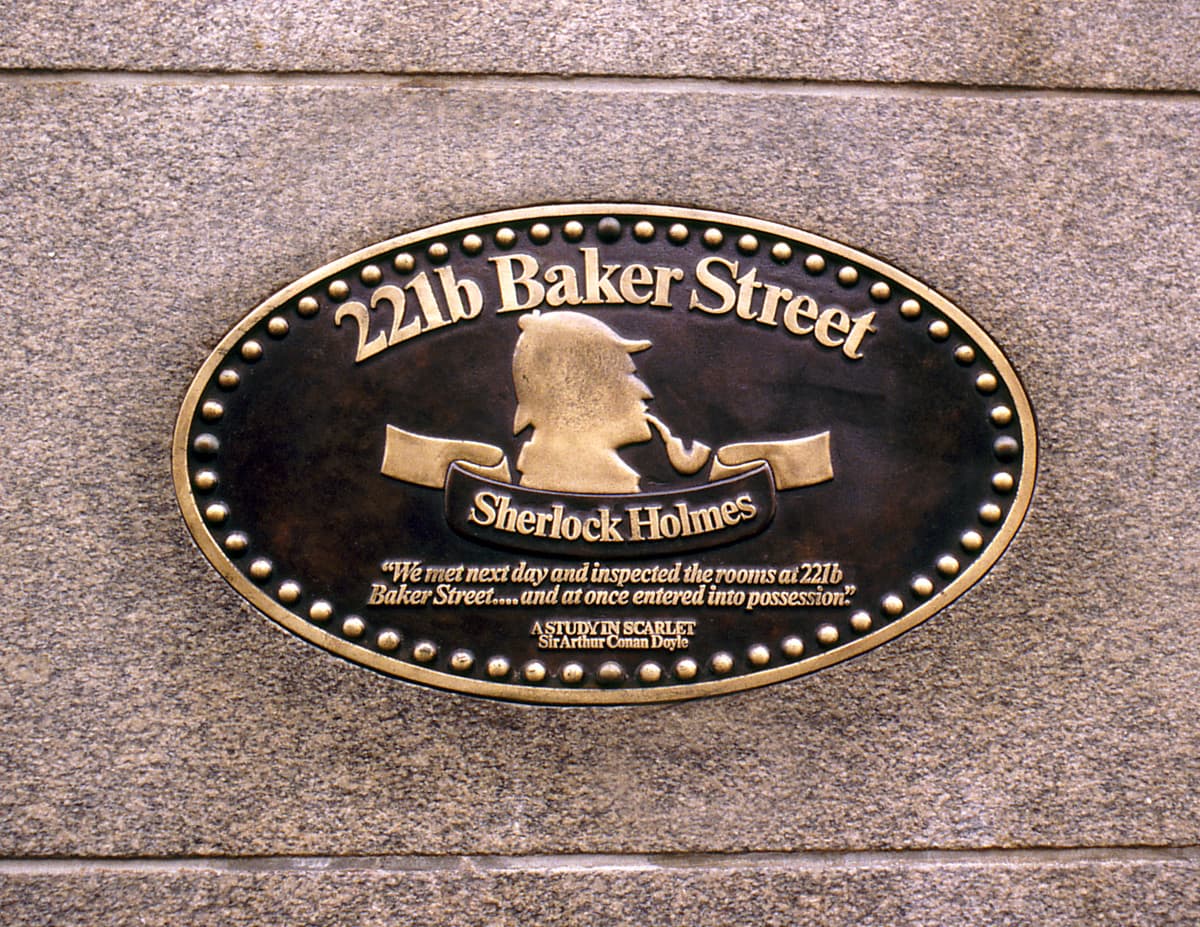 221b Baker Street
Sherlock Holmes
“We met next day and inspected the rooms at 221b
Baker Street.... and at once entered into possession.”
A STUDY IN SCARLET
Sir Arthur Conan Doyle